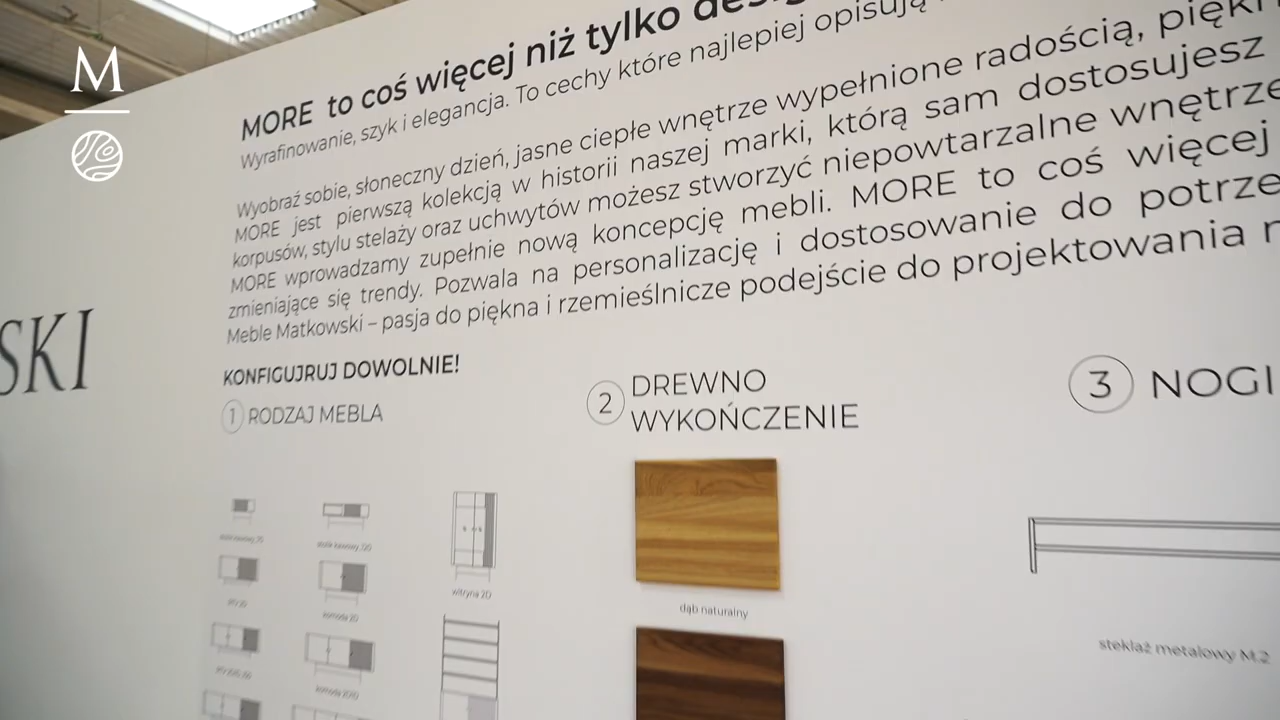 M
MORE to coś więcej niż tylko
Wyrafinowanie, szyk i elegancja. To cechy które najlepiej opisują
Wyobraź sobie, słoneczny dzień, jasne ciepłe wnętrze wypełnione radością,
MORE jest pierwszą kolekcją w historii naszej marki, którą sam dostosujesz
korpusów, stylu stelaży oraz uchwytów możesz stworzyć niepowtarzalne wnętrze
MORE wprowadzamy zupełnie nową koncepcję mebli. MORE to coś więcej
zmieniające się trendy. Pozwala na personalizację i dostosowanie do potrze
Meble Matkowski – pasja do piękna i rzemieślnicze podejście do projektowania
SKI
KONFIGUJRUJ DOWOLNIE!
1 RODZAJ MEBLA
2 DREWNO
WYKOŃCZENIE
3 NOGI
witryna 2D
komoda 2D
dąb naturalny
steklaż metalowy M.2